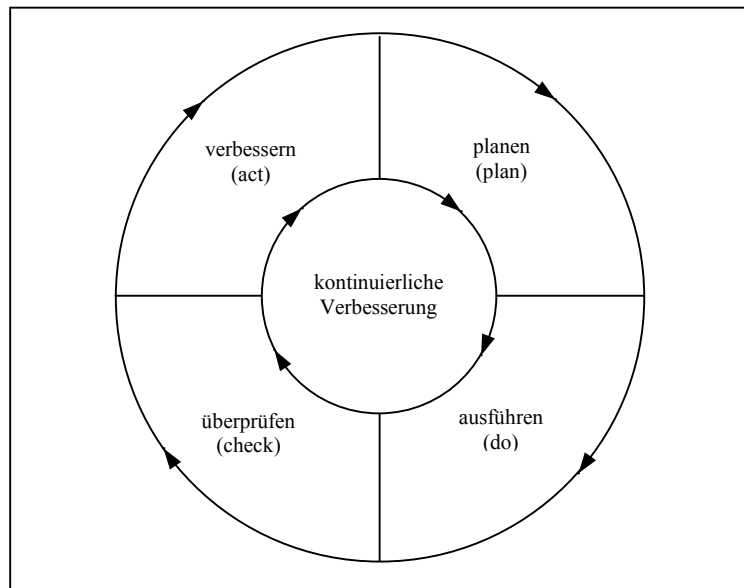 verbessern
(act)
planen
(plan)
kontinuierliche
Verbesserung
überprüfen
(check)
ausführen
(do)